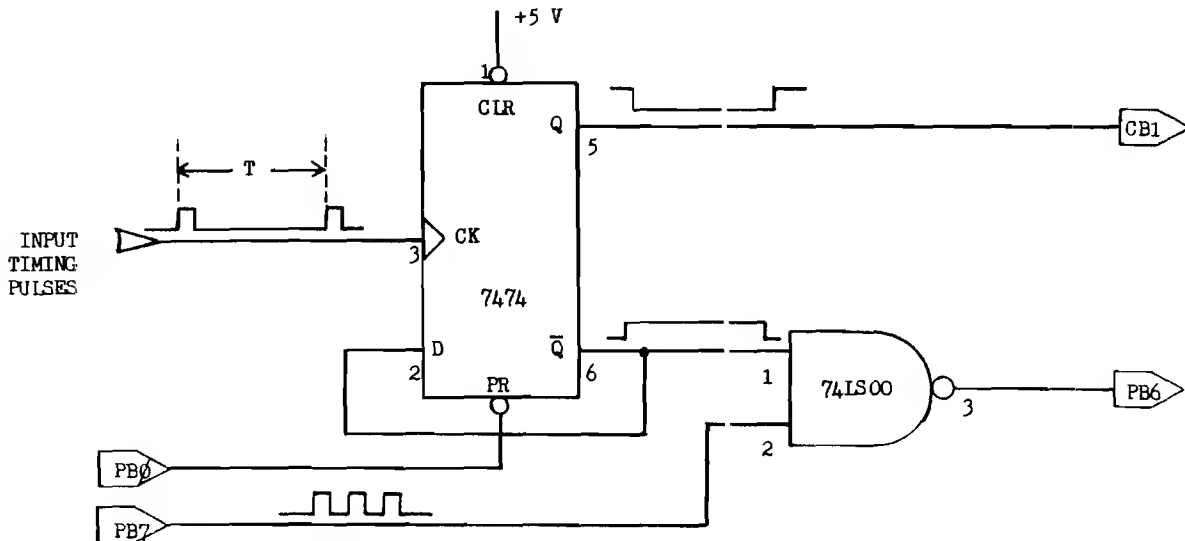 +5 V
1
CLR
Q
5
CB1
T
INPUT
TIMING
PULSES
3
CK
7474
D
2
Q̅
6
PR
1
74LS00
3
PB6
2
PB0
PB7